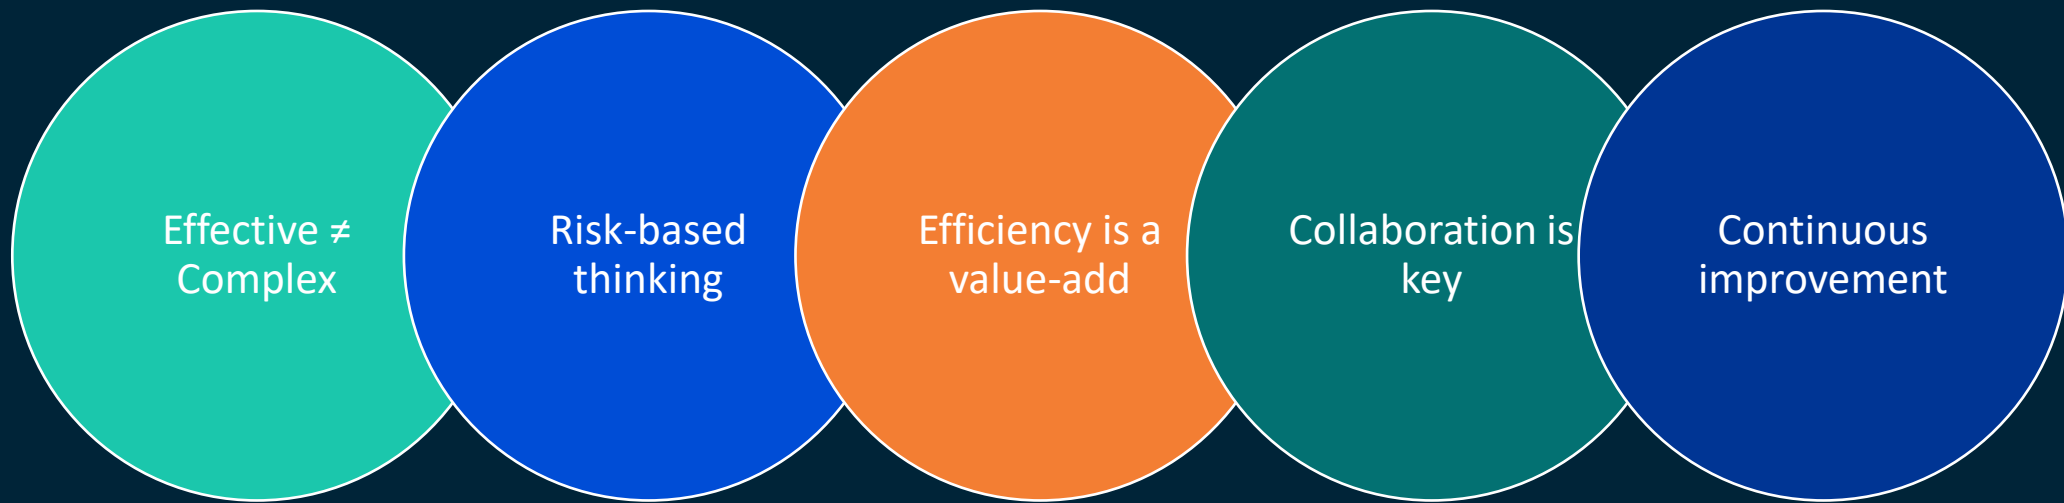 Effective ≠
Complex
Risk-based
thinking
Efficiency is a
value-add
Collaboration is
key
Continuous
improvement